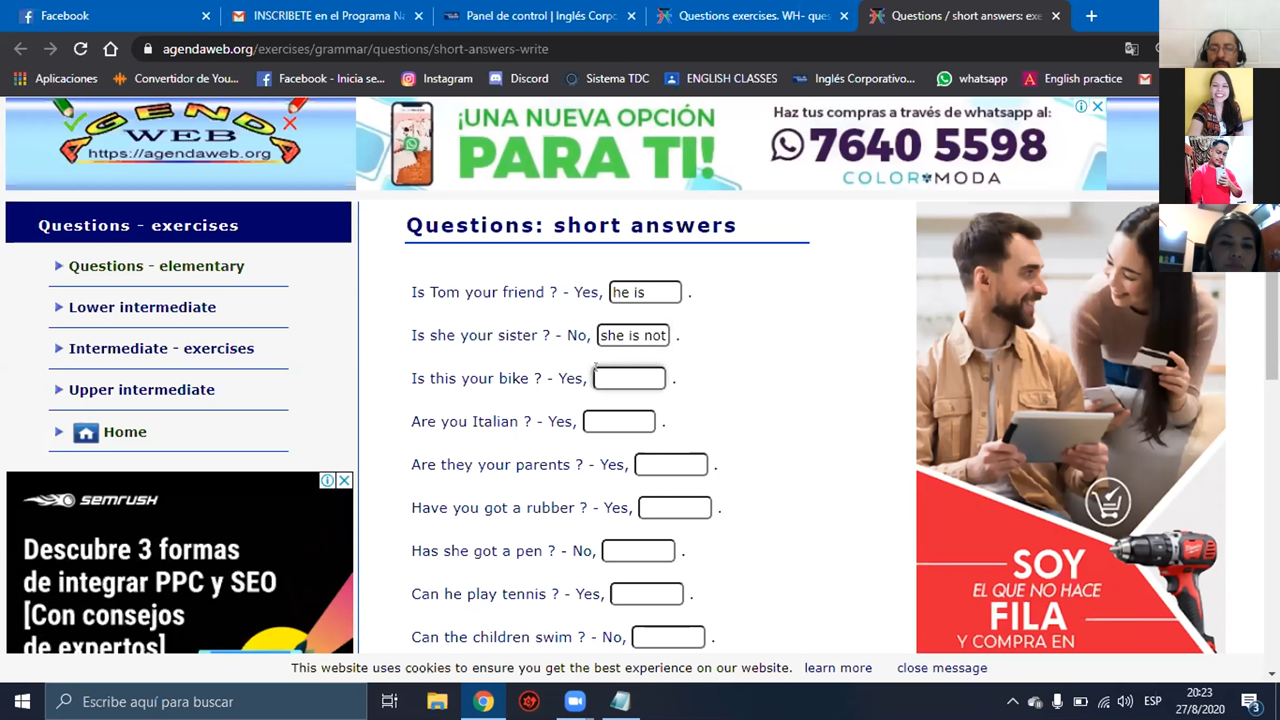 Facebook
INSCRIBETE en el Programa Na
Panel de control | Inglés Corpo
Questions exercises. WH- ques
Questions / short answers: exe
agendaweb.org/exercises/grammar/questions/short-answers-write
Aplicaciones
Convertidor de You...
Facebook - Inicia se...
Instagram
Discord
Sistema TDC
ENGLISH CLASSES
Inglés Corporativo...
whatsapp
English practice
AGENDA
WEB
https://agendaweb.org
¡UNA NUEVA OPCIÓN
PARA TI!
Haz tus compras a través de whatsapp al:
7640 5598
COLOR MODA
Questions - exercises
Questions - elementary
Lower intermediate
Intermediate - exercises
Upper intermediate
Home
SEMRUSH
Descubre 3 formas
de integrar PPC y SEO
[Con consejos
de expertos]
Questions: short answers
Is Tom your friend ? - Yes, he is .
Is she your sister ? - No, she is not .
Is this your bike ? - Yes, .
Are you Italian ? - Yes, .
Are they your parents ? - Yes, .
Have you got a rubber ? - Yes, .
Has she got a pen ? - No, .
Can he play tennis ? - Yes, .
Can the children swim ? - No, .
SOY
EL QUE NO HACE
FILA
Y COMPRA EN
This website uses cookies to ensure you get the best experience on our website.
learn more
close message
Escribe aquí para buscar
ESP
20:23
27/8/2020
3